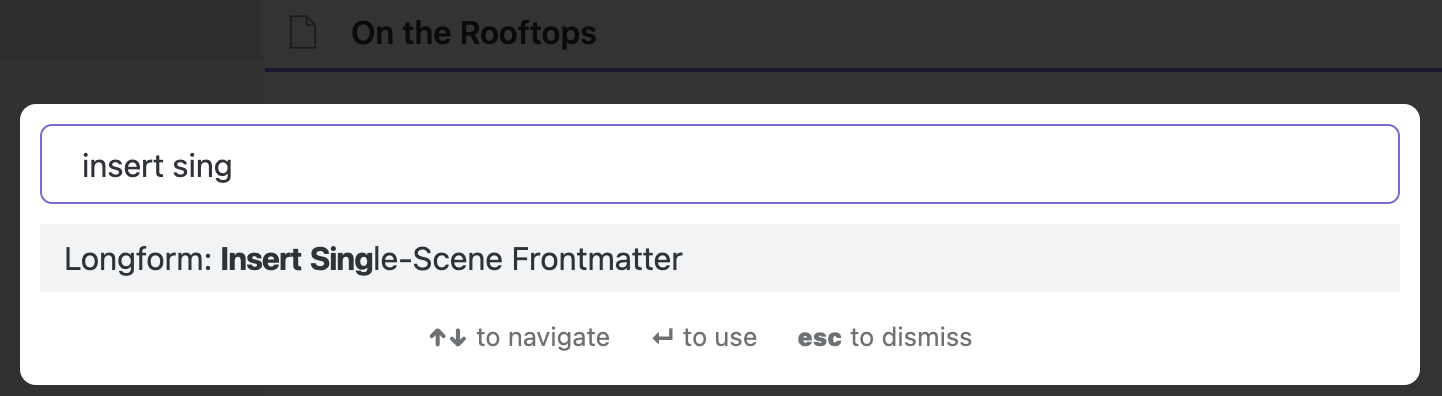 On the Rooftops
insert sing
Longform: Insert Single-Scene Frontmatter
↑↓ to navigate ↵ to use esc to dismiss